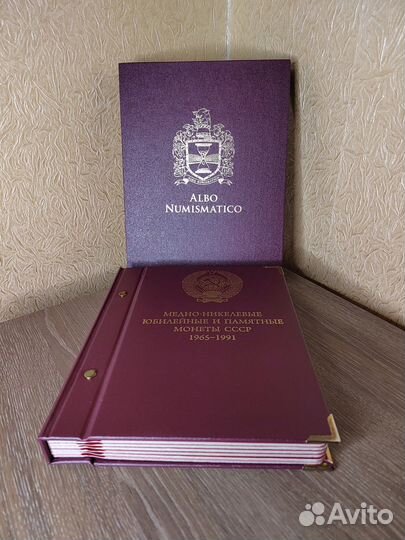 ALBO
NUMISMATICO
МЕДНО-НИКЕЛЕВЫЕ
ЮБИЛЕЙНЫЕ И ПАМЯТНЫЕ
МОНЕТЫ СССР
1965–1991
Avito